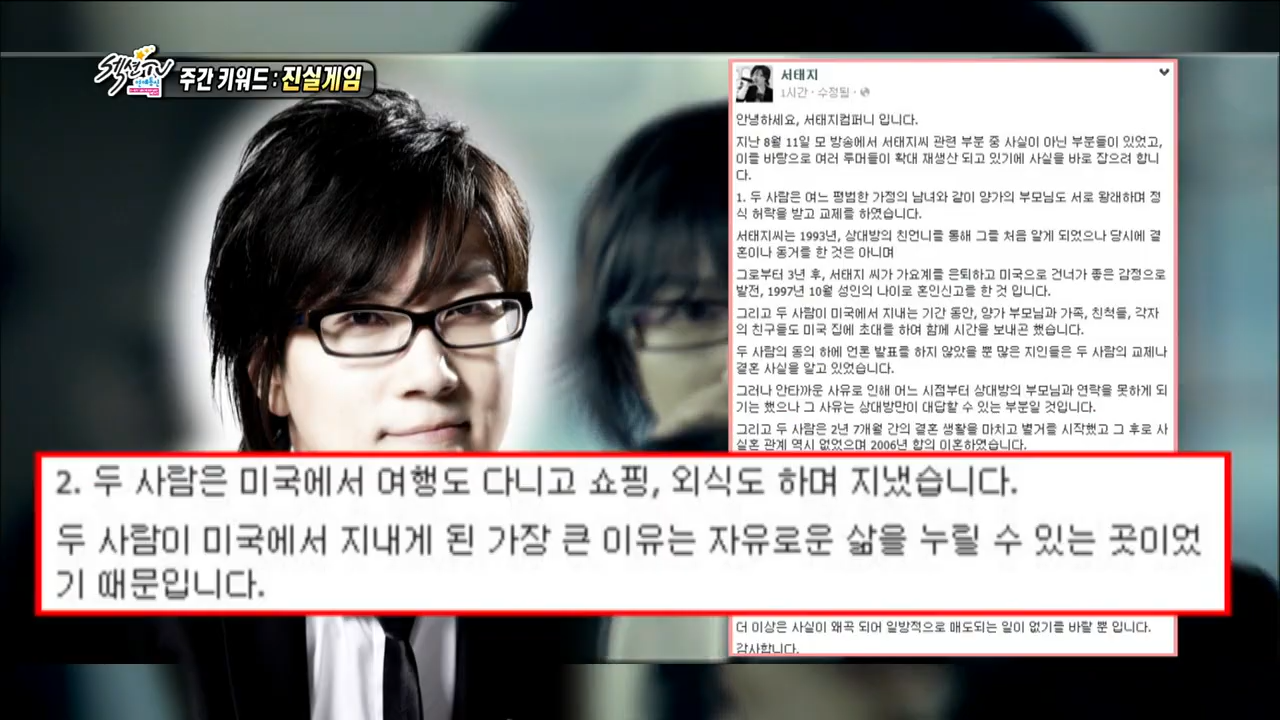 섹션TV
연예통신
주간 키워드 : 진실게임
서태지
1시간 · 수정됨 ·
안녕하세요, 서태지컴퍼니 입니다.
지난 8월 11일 모 방송에서 서태지씨 관련 부분 중 사실이 아닌 부분들이 있었고,
이를 바탕으로 여러 루머들이 확대 재생산 되고 있기에 사실을 바로 잡으려 합니
다.
1. 두 사람은 여느 평범한 가정의 남녀와 같이 양가의 부모님도 서로 왕래하며 정
식 허락을 받고 교제를 하였습니다.
서태지씨는 1993년, 상대방의 친언니를 통해 그를 처음 알게 되었으나 당시에 결
혼이나 동거를 한 것은 아니며
그로부터 3년 후, 서태지 씨가 가요계를 은퇴하고 미국으로 건너가 좋은 감정으로
발전, 1997년 10월 성인의 나이로 혼인신고를 한 것 입니다.
그리고 두 사람이 미국에서 지내는 기간 동안, 양가 부모님과 가족, 친척들, 각자
의 친구들도 미국 집에 초대를 하며 함께 시간을 보내곤 했습니다.
두 사람의 동의 하에 언론 발표를 하지 않았을 뿐 많은 지인들은 두 사람의 교제나
결혼 사실을 알고 있었습니다.
그러나 안타까운 사유로 인해 어느 시점부터 상대방의 부모님과 연락을 못하게 되
기는 했으나 그 사유는 상대방만이 대답할 수 있는 부분일 것입니다.
그리고 두 사람은 2년 7개월 간의 결혼 생활을 마치고 별거를 시작했고 그 후로 사
실혼 관계 역시 없었으며 2006년 합의 이혼하였습니다.
2. 두 사람은 미국에서 여행도 다니고 쇼핑, 외식도 하며 지냈습니다.
두 사람이 미국에서 지내게 된 가장 큰 이유는 자유로운 삶을 누릴 수 있는 곳이었
기 때문입니다.
더 이상은 사실이 왜곡 되어 일방적으로 매도되는 일이 없기를 바랄 뿐 입니다.
감사합니다.